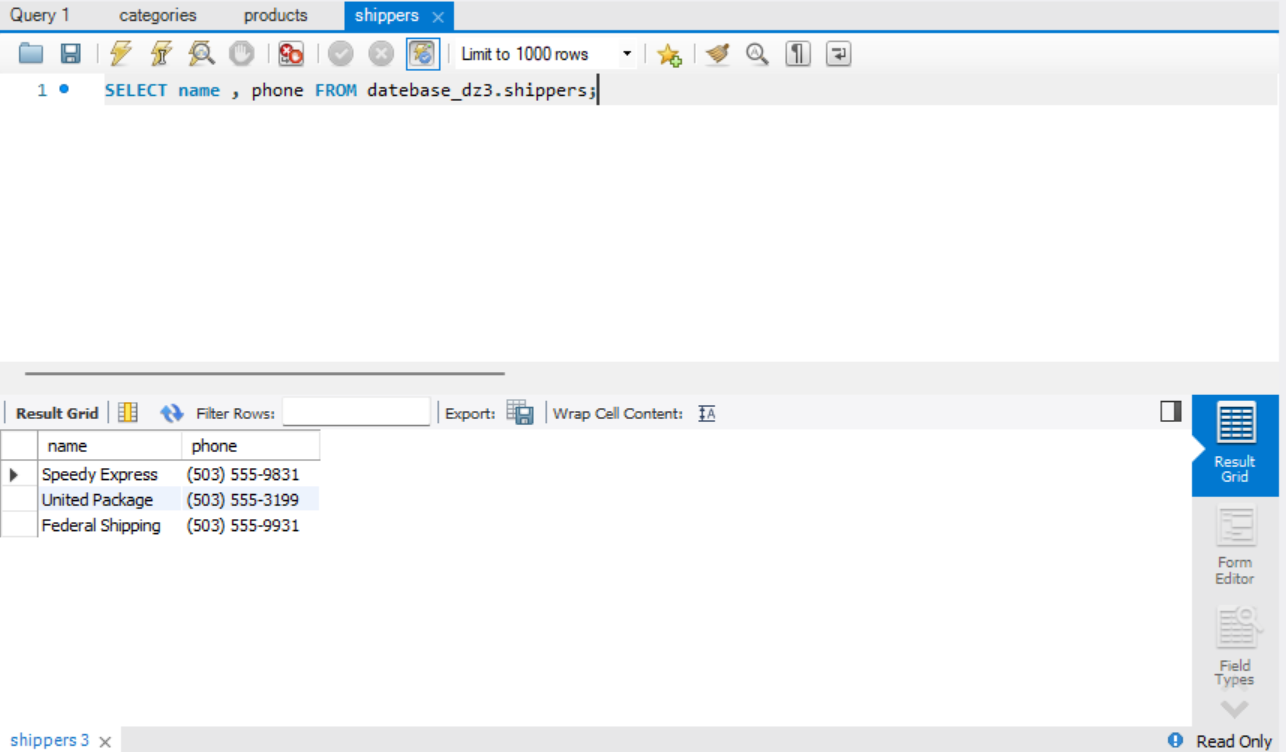 Query 1 categories products shippers
Limit to 1000 rows
1 SELECT name , phone FROM datebase_dz3.shippers;
Result Grid Filter Rows: Export: Wrap Cell Content:
name phone
Speedy Express (503) 555-9831
United Package (503) 555-3199
Federal Shipping (503) 555-9931
Result
Grid
Form
Editor
Field
Types
shippers 3 Read Only